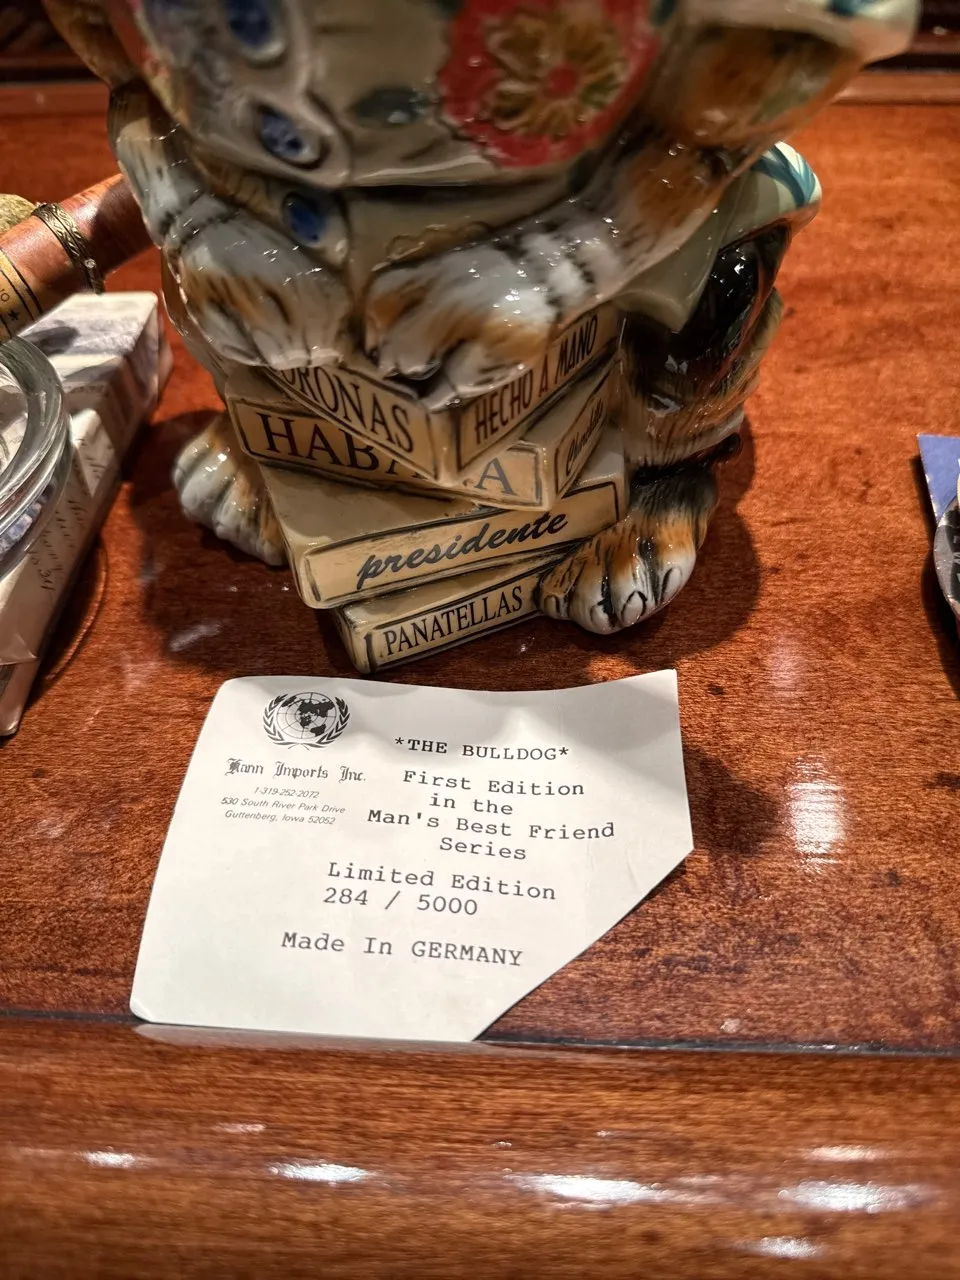 CORONAS
HECHO A MANO
HABANA
presidente
PANATELLAS
*THE BULLDOG*
Kann Imports Inc.
1-319-252-2072
530 South River Park Drive
Guttenberg, Iowa 52052
First Edition
in the
Man's Best Friend
Series
Limited Edition
284 / 5000
Made In GERMANY